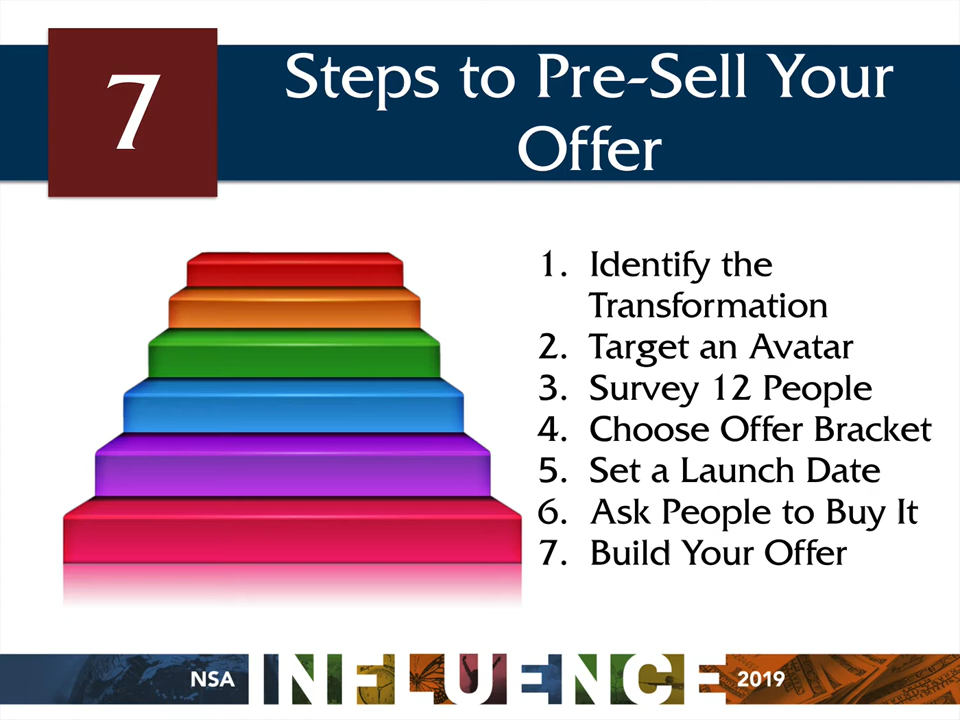 7
Steps to Pre-Sell Your
Offer
1. Identify the
Transformation
2. Target an Avatar
3. Survey 12 People
4. Choose Offer Bracket
5. Set a Launch Date
6. Ask People to Buy It
7. Build Your Offer
NSA INFLUENCE 2019